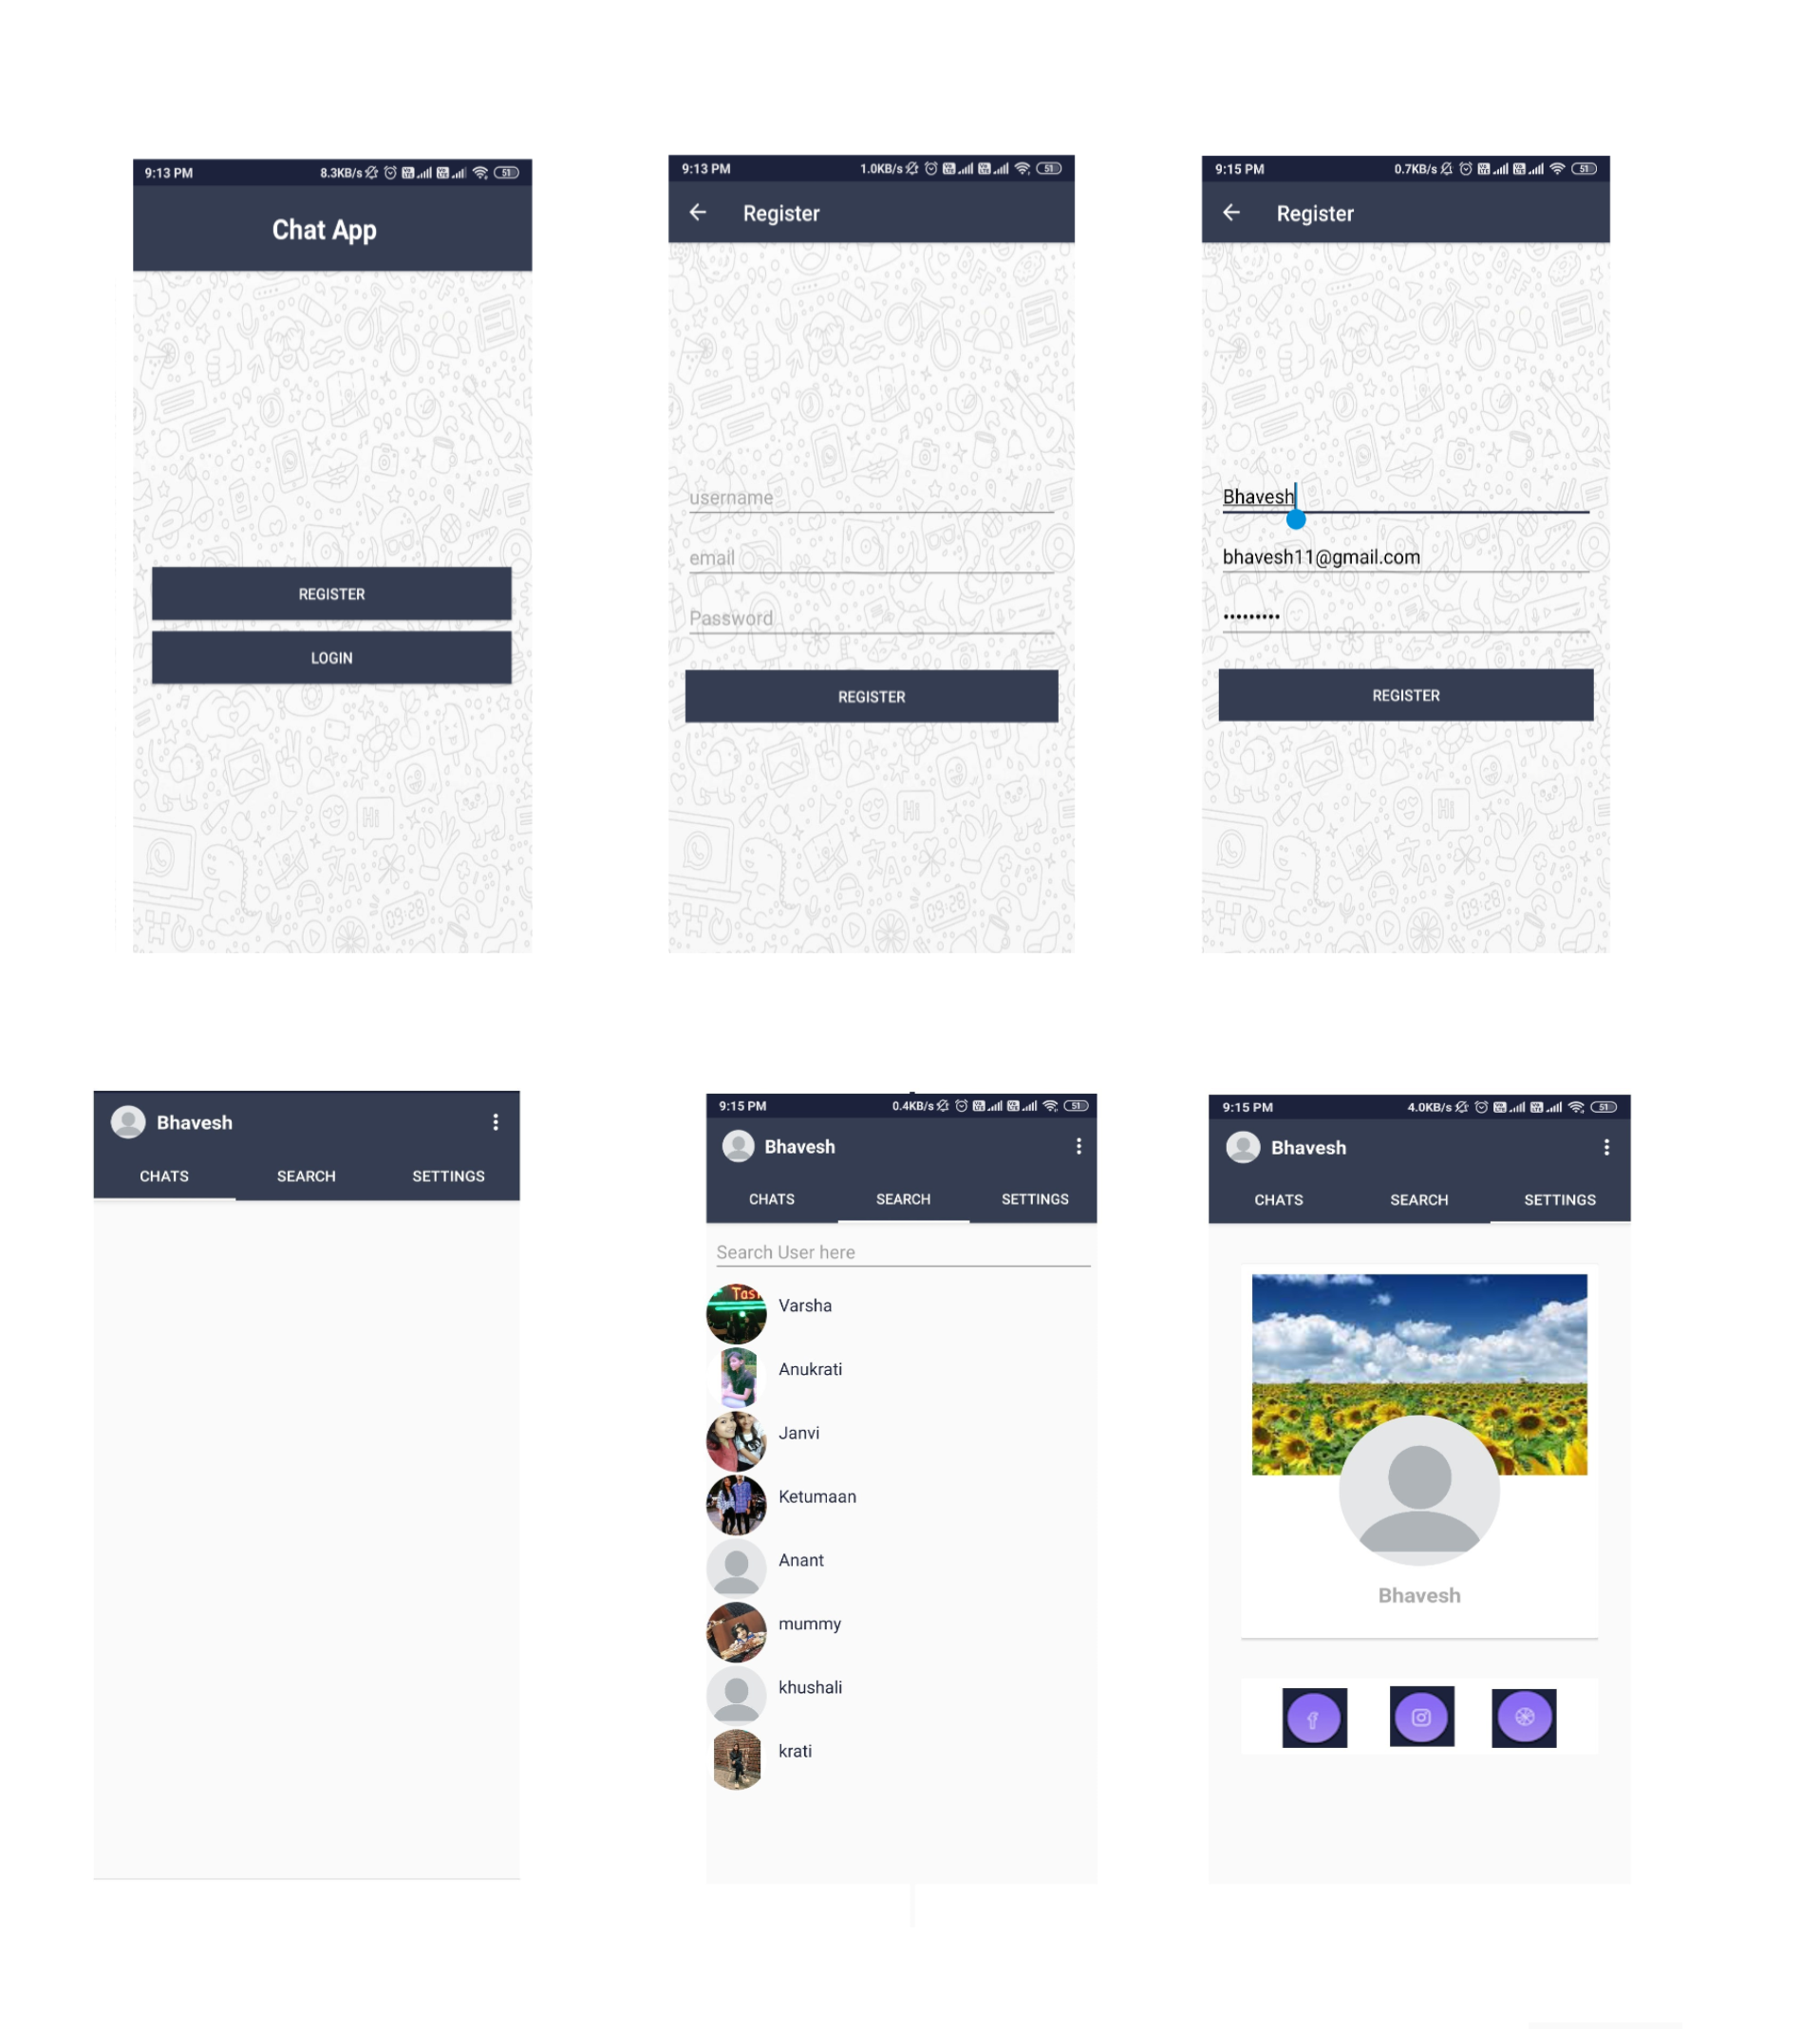 9:13 PM 8.3KB/s 51
Chat App
REGISTER
LOGIN
9:13 PM 1.0KB/s 51
Register
username
email
Password
REGISTER
9:15 PM 0.7KB/s 51
Register
Bhavesh
bhavesh11@gmail.com
•••••••••
REGISTER
Bhavesh
CHATS SEARCH SETTINGS
9:15 PM 0.4KB/s 51
Bhavesh
CHATS SEARCH SETTINGS
Search User here
Varsha
Anukrati
Janvi
Ketumaan
Anant
mummy
khushali
krati
9:15 PM 4.0KB/s 51
Bhavesh
CHATS SEARCH SETTINGS
Bhavesh